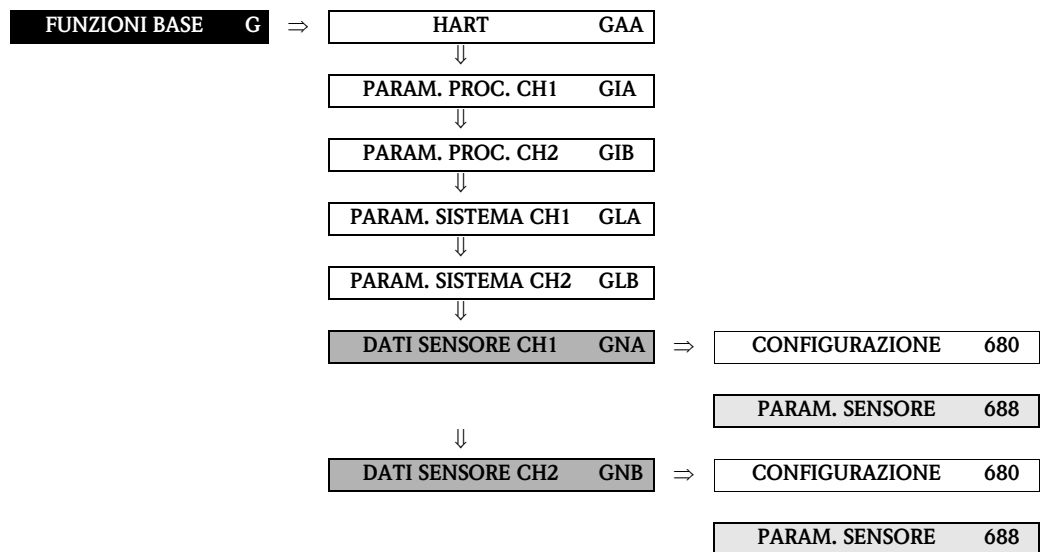 FUNZIONI BASE G ⇒ HART GAA
⇓
PARAM. PROC. CH1 GIA
⇓
PARAM. PROC. CH2 GIB
⇓
PARAM. SISTEMA CH1 GLA
⇓
PARAM. SISTEMA CH2 GLB
⇓
DATI SENSORE CH1 GNA ⇒ CONFIGURAZIONE 680
PARAM. SENSORE 688
⇓
DATI SENSORE CH2 GNB ⇒ CONFIGURAZIONE 680
PARAM. SENSORE 688